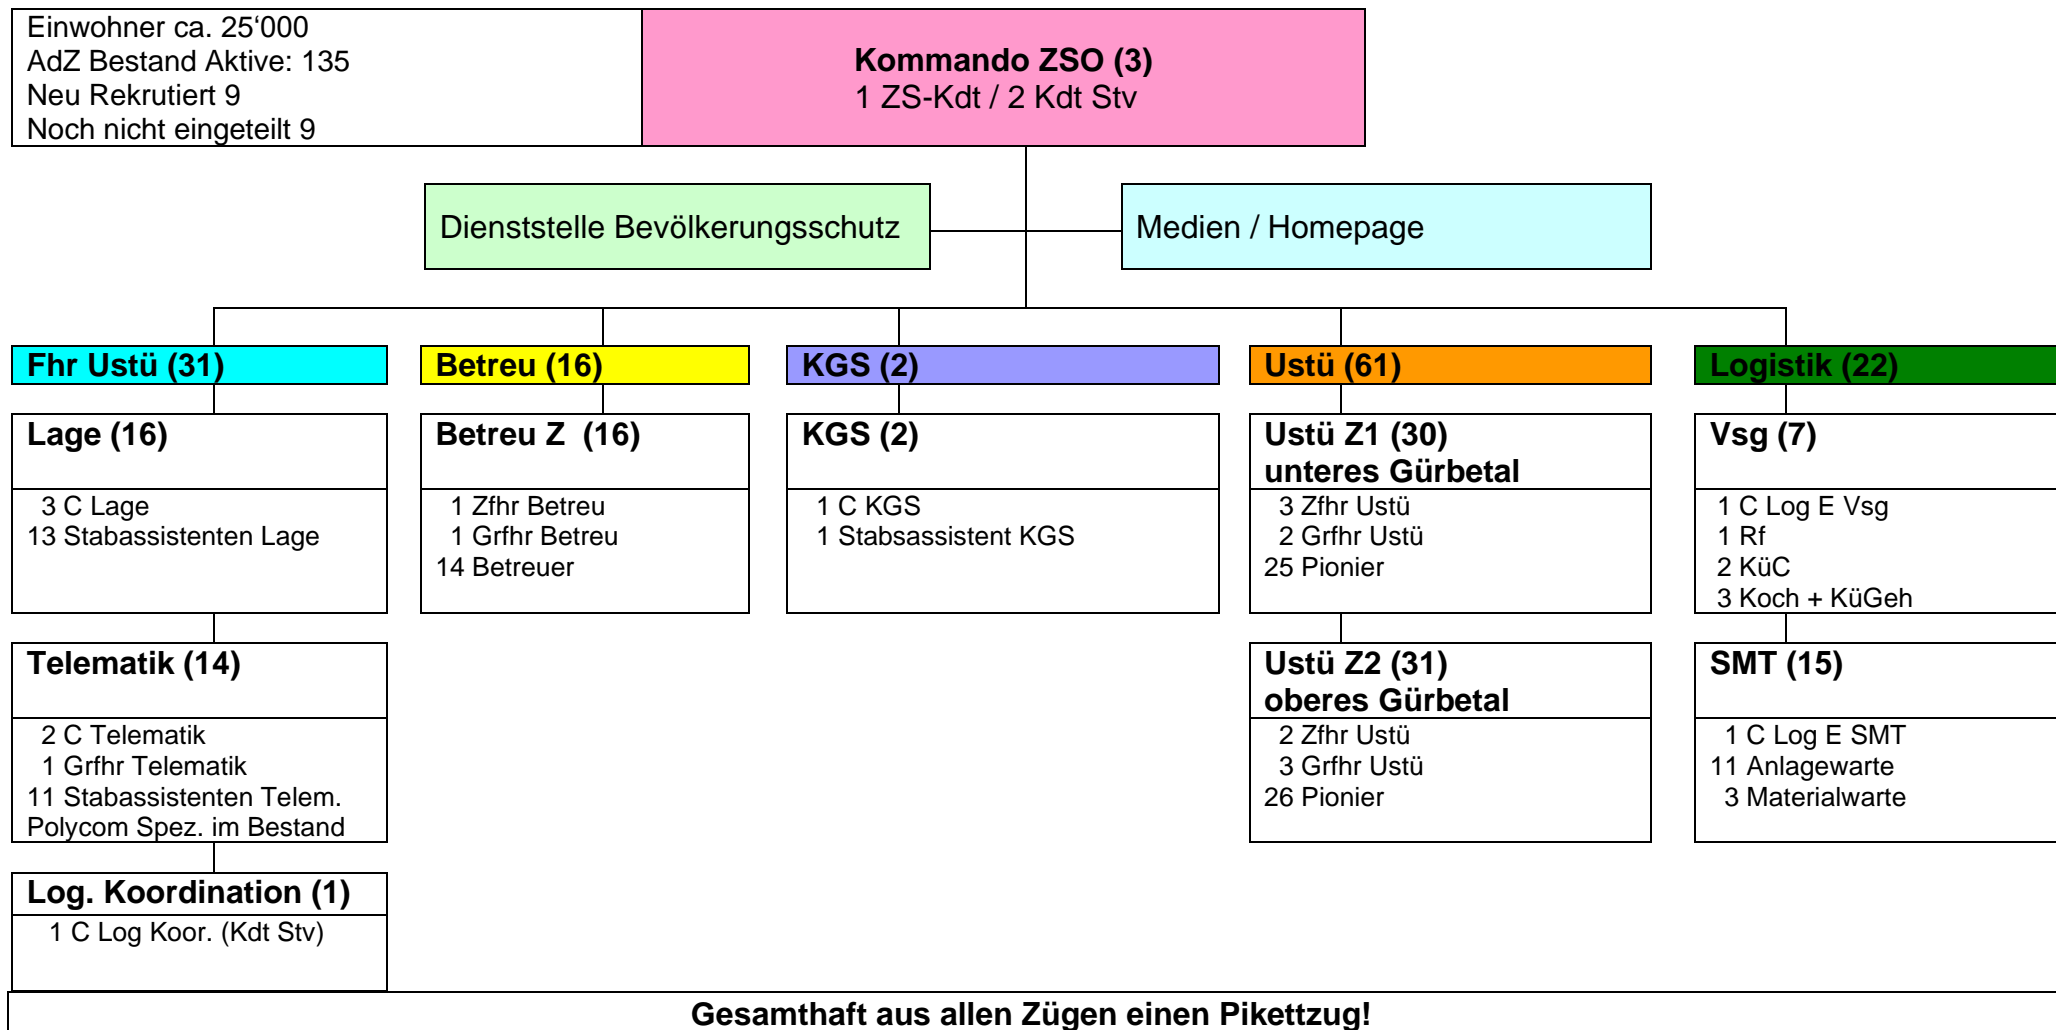 Einwohner ca. 25‘000
AdZ Bestand Aktive: 135
Neu Rekrutiert 9
Noch nicht eingeteilt 9
Kommando ZSO (3)
1 ZS-Kdt / 2 Kdt Stv
Dienststelle Bevölkerungsschutz
Medien / Homepage
Fhr Ustü (31)
Lage (16)
3 C Lage
13 Stabassistenten Lage
Telematik (14)
2 C Telematik
1 Grfhr Telematik
11 Stabassistenten Telem.
Polycom Spez. im Bestand
Log. Koordination (1)
1 C Log Koor. (Kdt Stv)
Betreu (16)
Betreu Z (16)
1 Zfhr Betreu
1 Grfhr Betreu
14 Betreuer
KGS (2)
KGS (2)
1 C KGS
1 Stabsassistent KGS
Ustü (61)
Ustü Z1 (30)
unteres Gürbetal
3 Zfhr Ustü
2 Grfhr Ustü
25 Pionier
Ustü Z2 (31)
oberes Gürbetal
2 Zfhr Ustü
3 Grfhr Ustü
26 Pionier
Logistik (22)
Vsg (7)
1 C Log E Vsg
1 Rf
2 KüC
3 Koch + KüGeh
SMT (15)
1 C Log E SMT
11 Anlagewarte
3 Materialwarte
Gesamthaft aus allen Zügen einen Pikettzug!